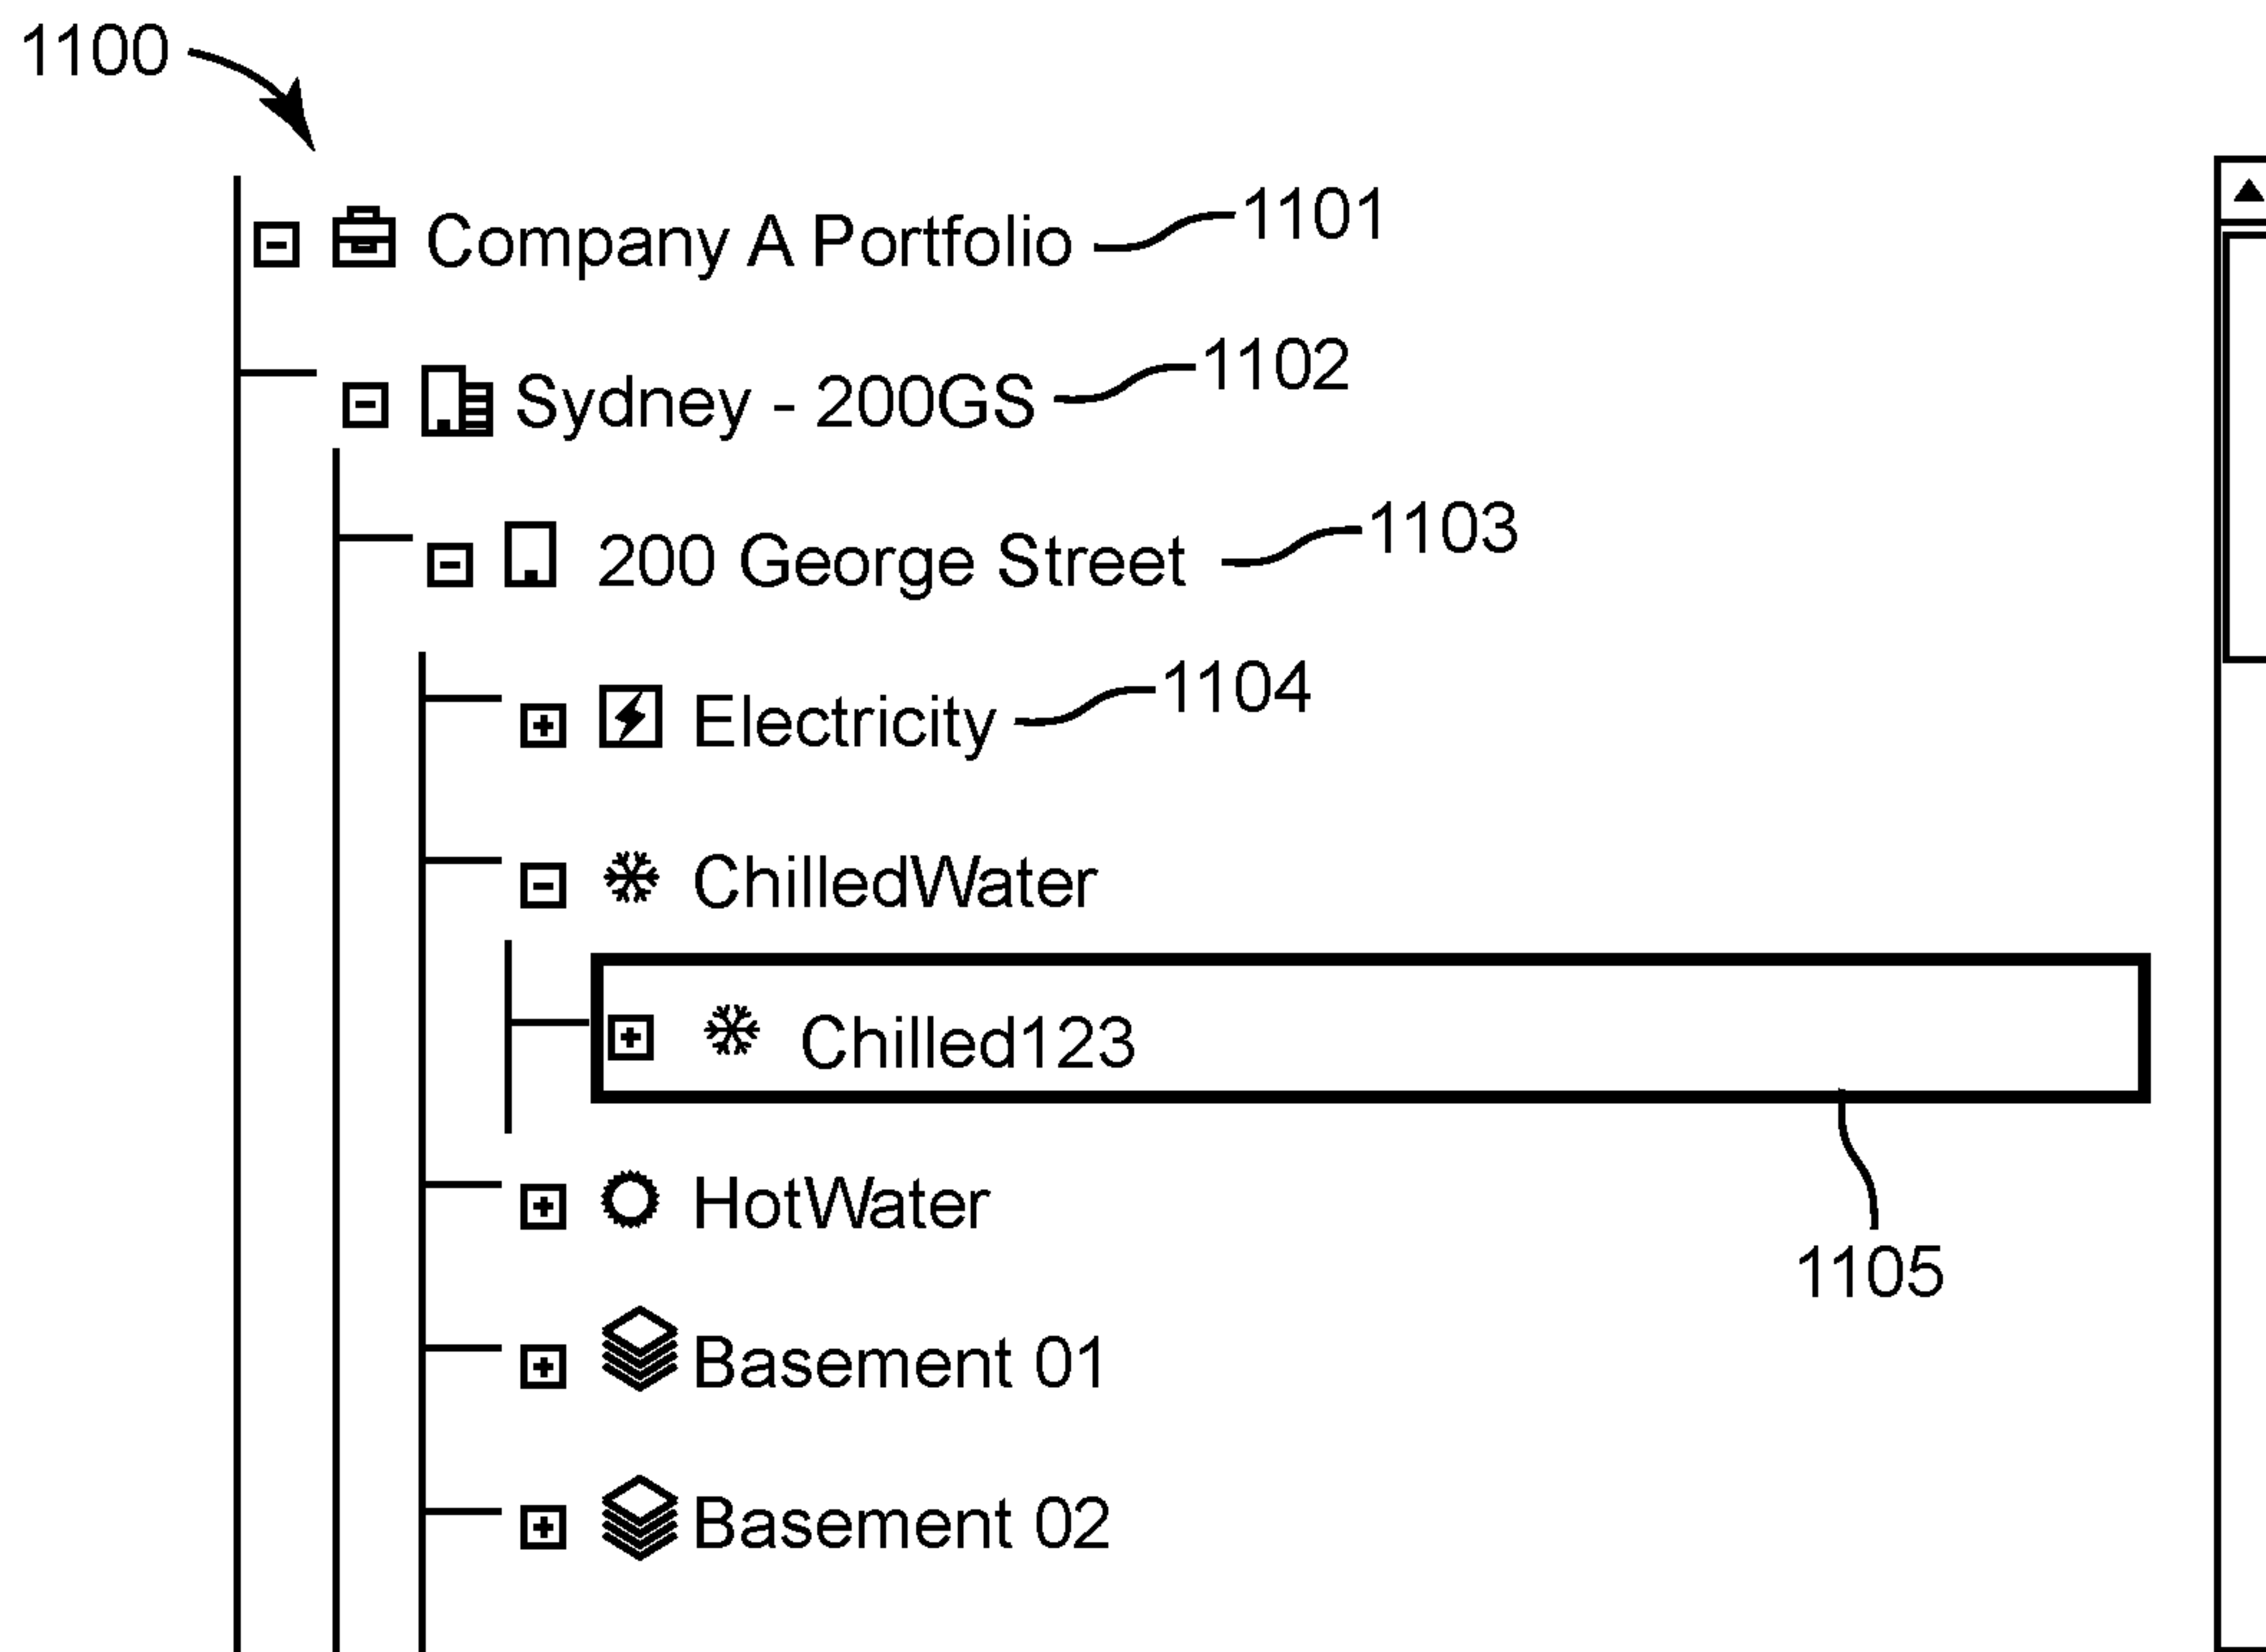 1100
Company A Portfolio 1101
Sydney - 200GS 1102
200 George Street 1103
Electricity 1104
ChilledWater
Chilled123
HotWater
1105
Basement 01
Basement 02